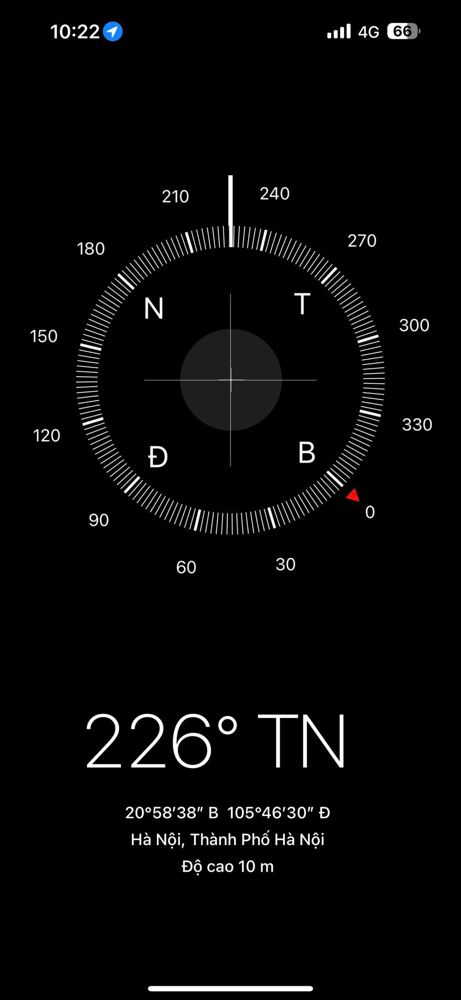 10:22 4G 66
210 240
180 270
N T
150 300
120 330
Đ B
90 0
60 30
226° TN
20°58′38″ B 105°46′30″ Đ
Hà Nội, Thành Phố Hà Nội
Độ cao 10 m